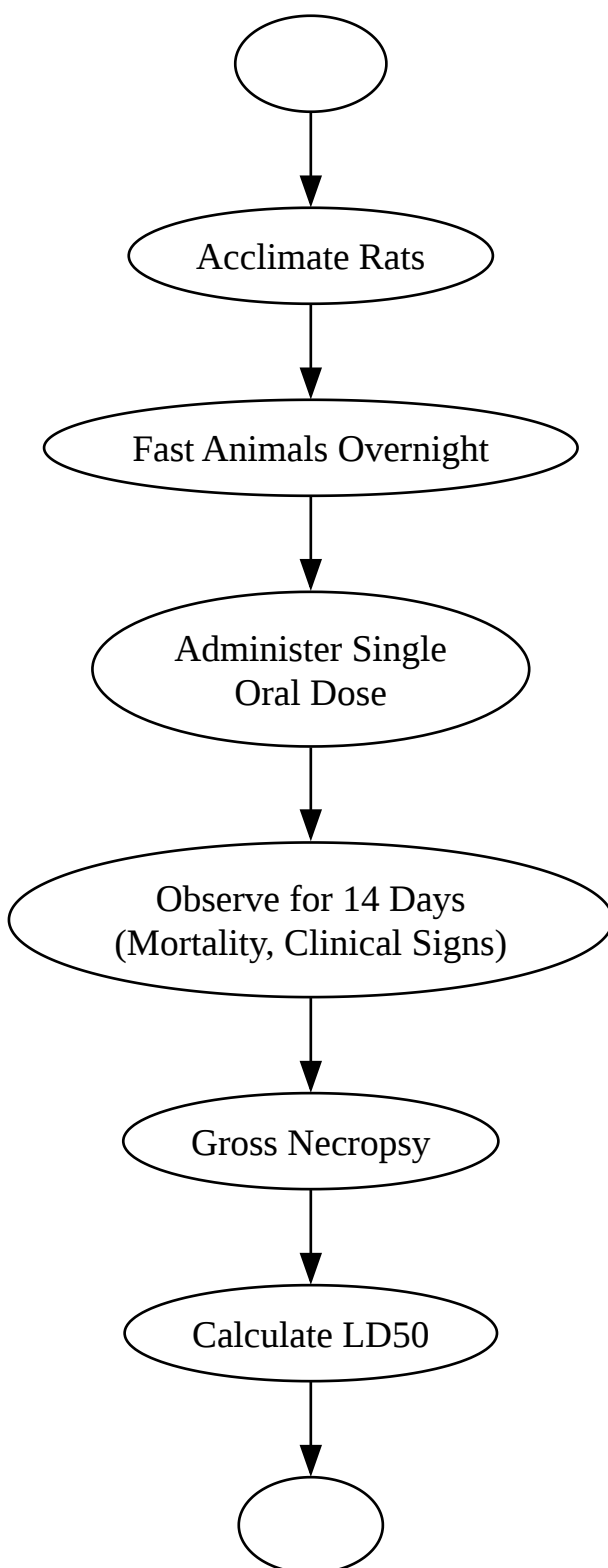 Acclimate Rats
Fast Animals Overnight
Administer Single
Oral Dose
Observe for 14 Days
(Mortality, Clinical Signs)
Gross Necropsy
Calculate LD50